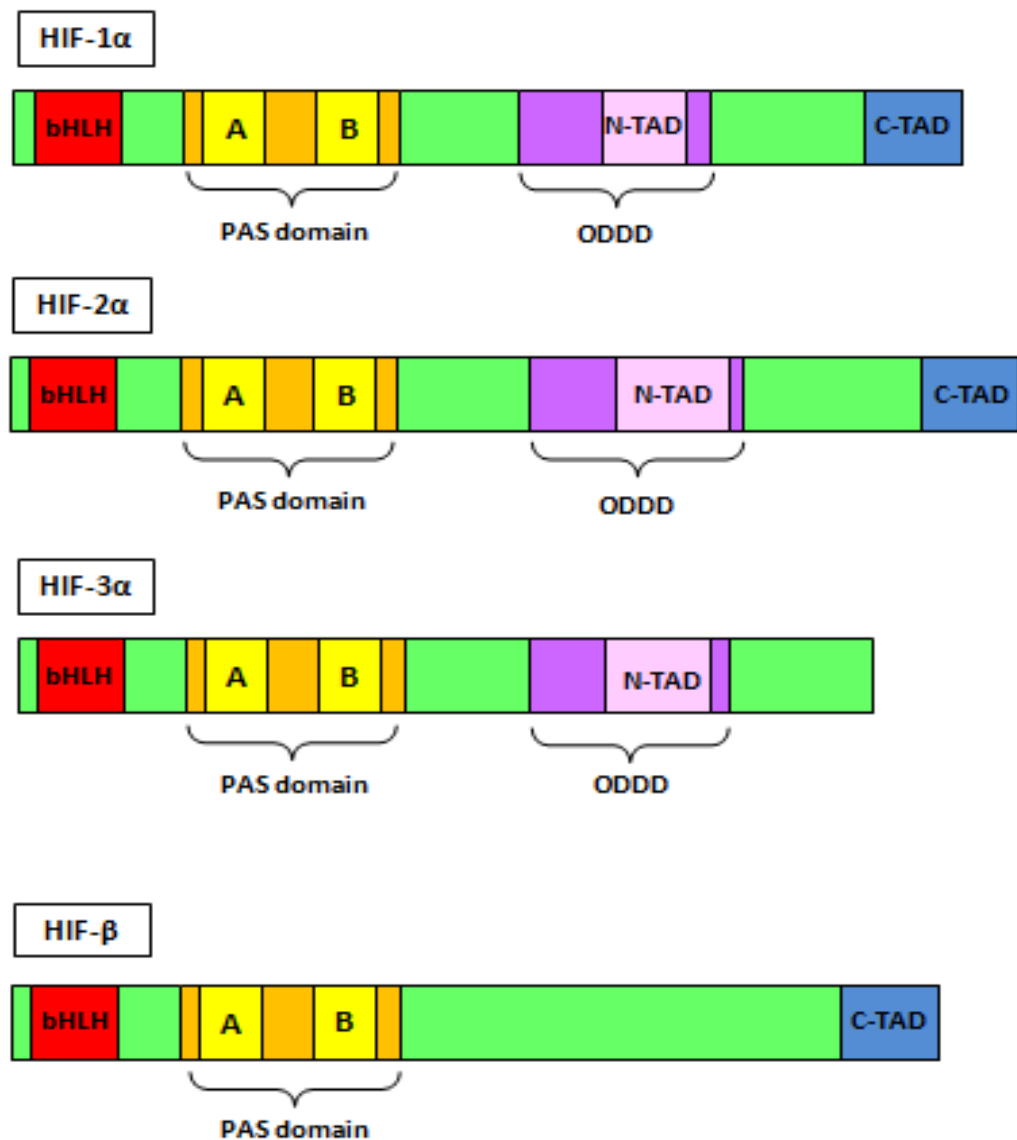 HIF-1α
bHLH A B N-TAD C-TAD
PAS domain ODDD
HIF-2α
bHLH A B N-TAD C-TAD
PAS domain ODDD
HIF-3α
bHLH A B N-TAD
PAS domain ODDD
HIF-β
bHLH A B C-TAD
PAS domain